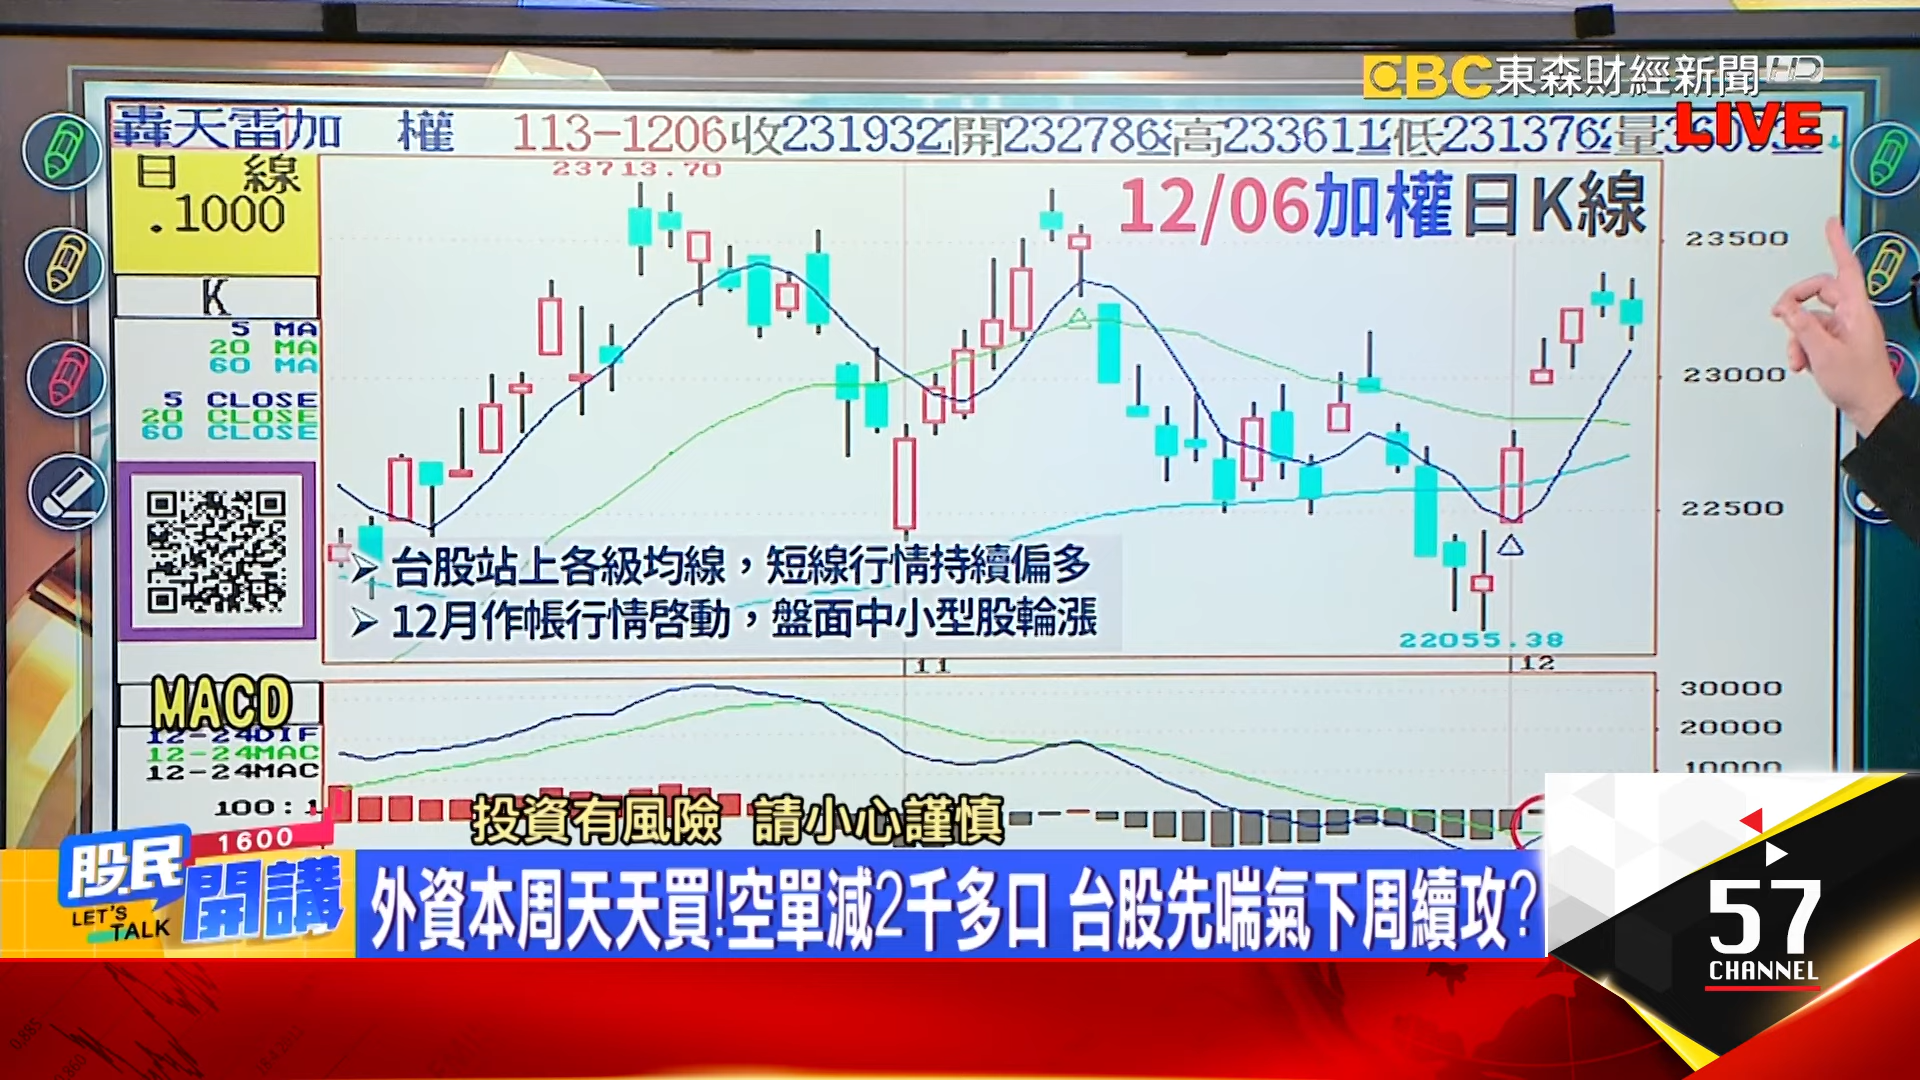 EBC東森財經新聞HD
LIVE
轟天雷加 權 113-1206收231932開232786高233611低231376量
日 線
.1000
23713.70
12/06加權日K線
23500
K
5 MA
20 MA
60 MA
23000
5 CLOSE
20 CLOSE
60 CLOSE
22500
➢ 台股站上各級均線，短線行情持續偏多
➢ 12月作帳行情啓動，盤面中小型股輪漲
22055.38
11
12
MACD
30000
12-24DIF
20000
12-24MAC
12-24MAC
10000
100:1
投資有風險 請小心謹慎
股民
1600
開講
LET'S
TALK
外資本周天天買!空單減2千多口 台股先喘氣下周續攻?
57
CHANNEL